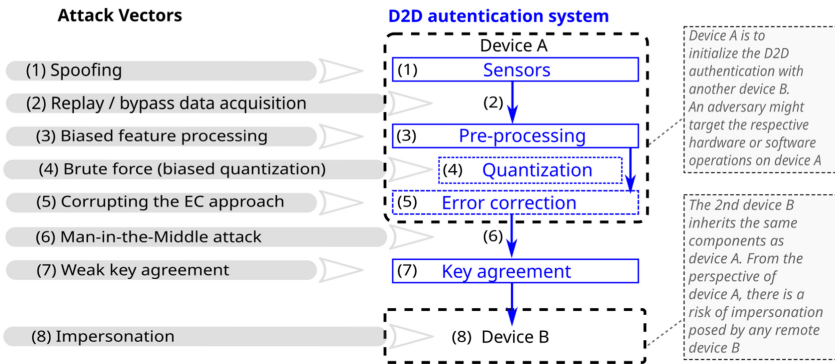 Attack Vectors
D2D autentication system
Device A
(1) Spoofing
(1) Sensors
(2) Replay / bypass data acquisition
(2)
(3) Biased feature processing
(3) Pre-processing
(4) Brute force (biased quantization)
(4) Quantization
(5) Corrupting the EC approach
(5) Error correction
(6) Man-in-the-Middle attack
(6)
(7) Weak key agreement
(7) Key agreement
(8) Impersonation
(8) Device B
Device A is to
initialize the D2D
authentication with
another device B.
An adversary might
target the respective
hardware or software
operations on device A
The 2nd device B
inherits the same
components as
device A. From the
perspective of
device A, there is a
risk of impersonation
posed by any remote
device B